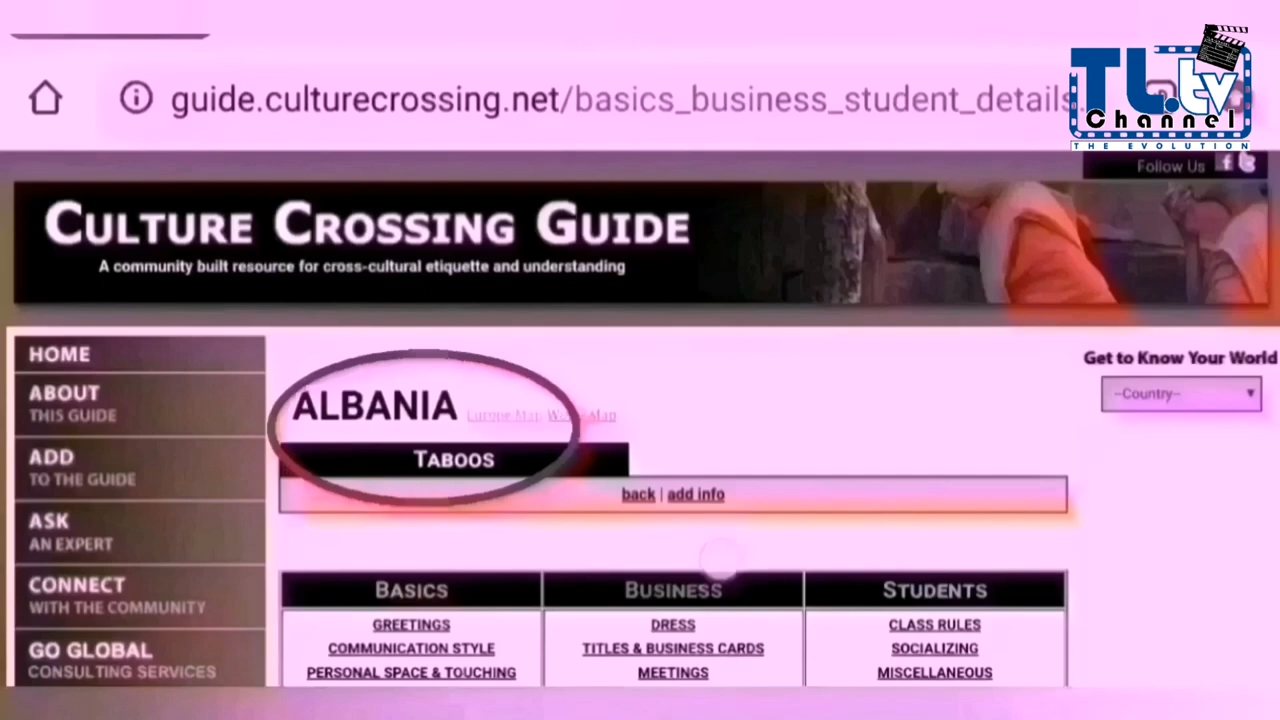 guide.culturecrossing.net/basics_business_student_details.
TL.tv
Channel
THE EVOLUTION
Follow Us
CULTURE CROSSING GUIDE
A community built resource for cross-cultural etiquette and understanding
HOME
ABOUT
THIS GUIDE
ADD
TO THE GUIDE
ASK
AN EXPERT
CONNECT
WITH THE COMMUNITY
GO GLOBAL
CONSULTING SERVICES
ALBANIA Europe Map World Map
TABOOS
back | add info
Get to Know Your World
--Country--
BASICS
GREETINGS
COMMUNICATION STYLE
PERSONAL SPACE & TOUCHING
BUSINESS
DRESS
TITLES & BUSINESS CARDS
MEETINGS
STUDENTS
CLASS RULES
SOCIALIZING
MISCELLANEOUS